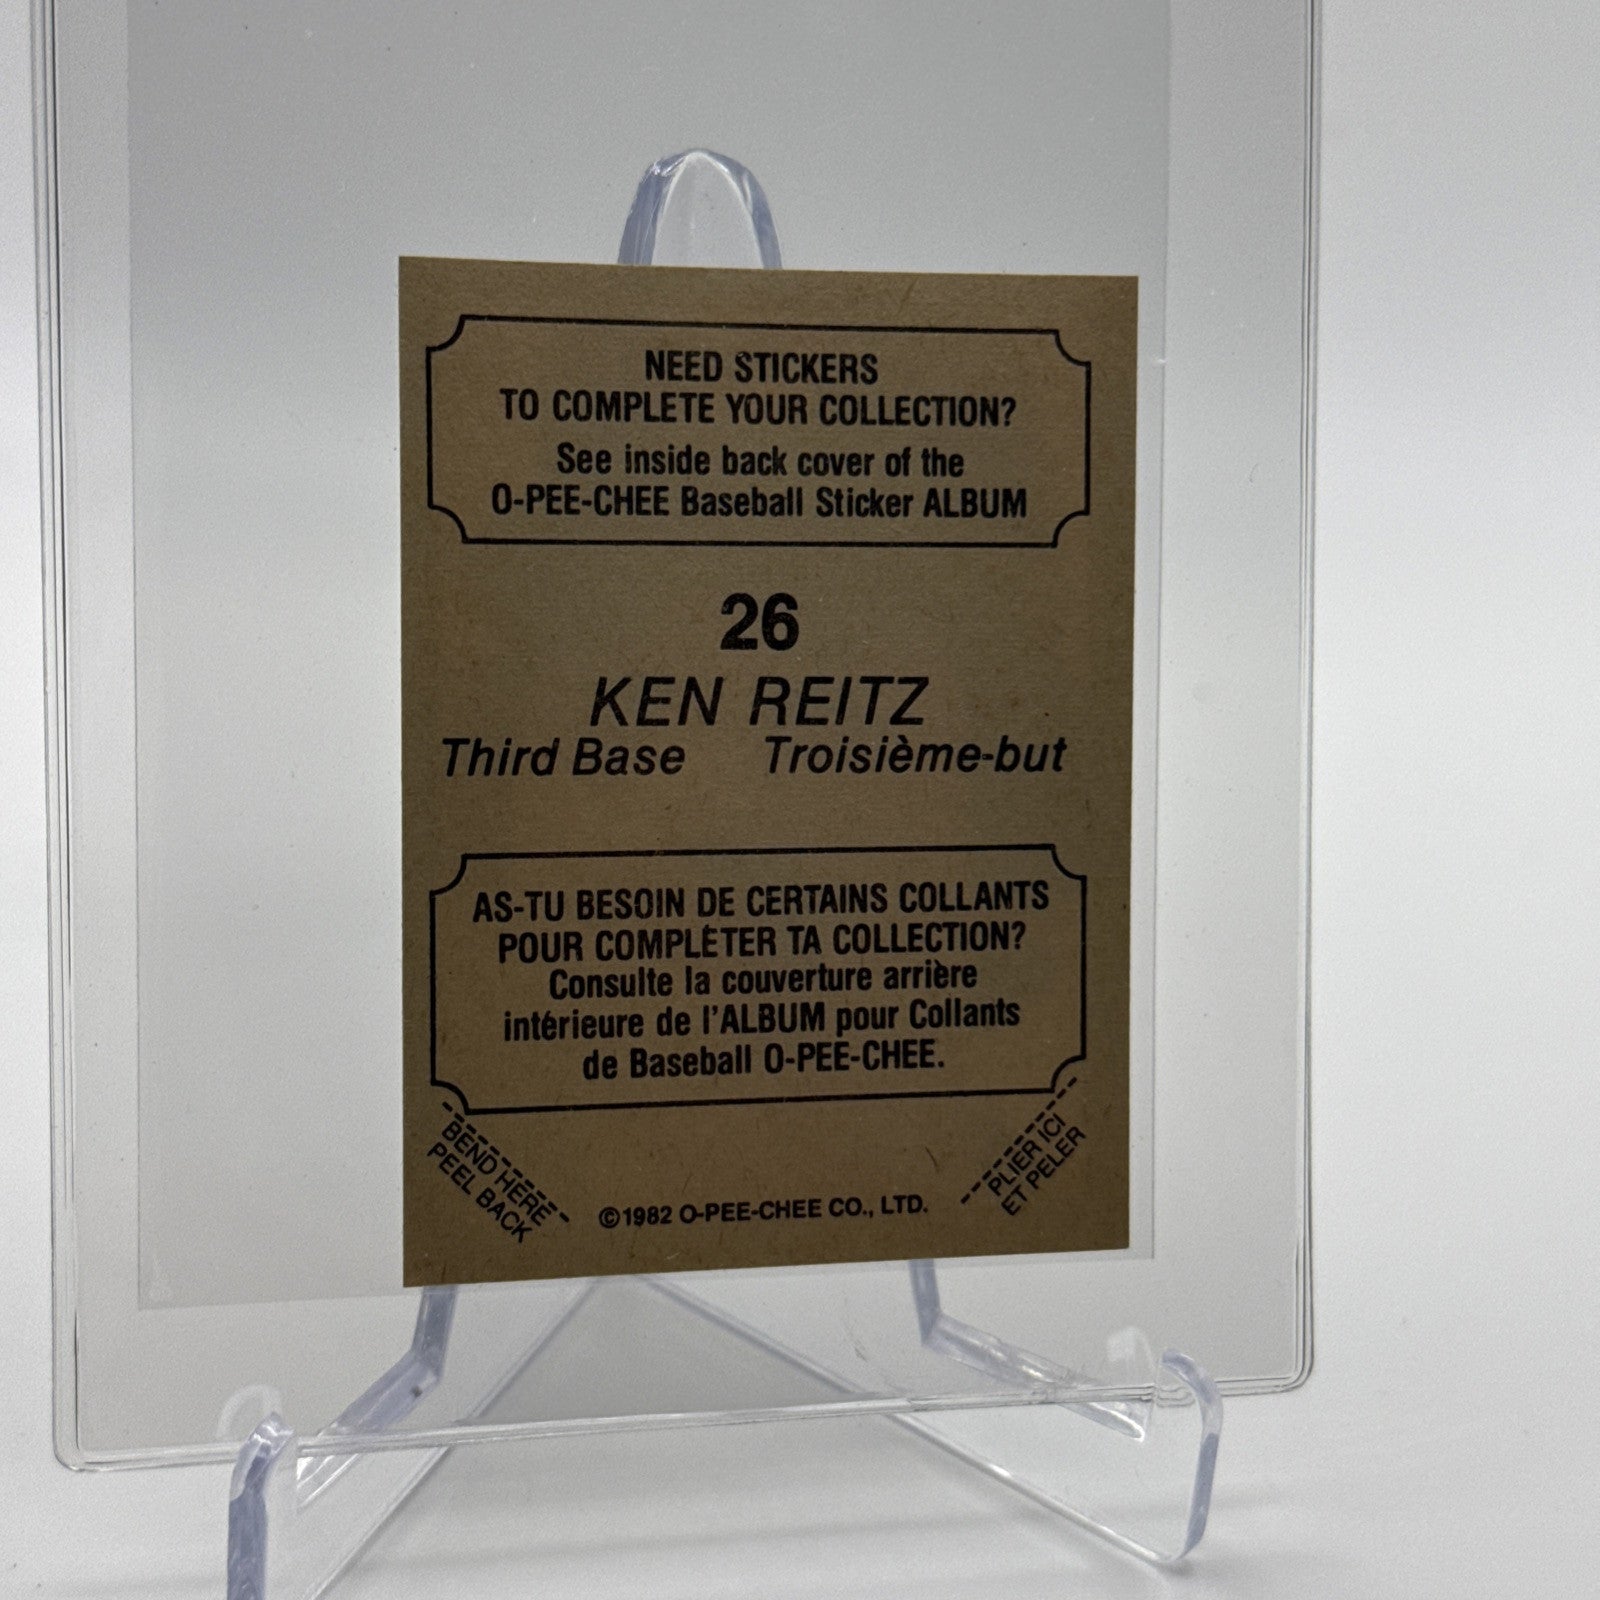 NEED STICKERS
TO COMPLETE YOUR COLLECTION?
See inside back cover of the
O-PEE-CHEE Baseball Sticker ALBUM
26
KEN REITZ
Third Base Troisième-but
AS-TU BESOIN DE CERTAINS COLLANTS
POUR COMPLÉTER TA COLLECTION?
Consulte la couverture arrière
intérieure de l'ALBUM pour Collants
de Baseball O-PEE-CHEE.
BEND HERE
PEEL BACK
©1982 O-PEE-CHEE CO., LTD.
PLIER ICI
ET PELER